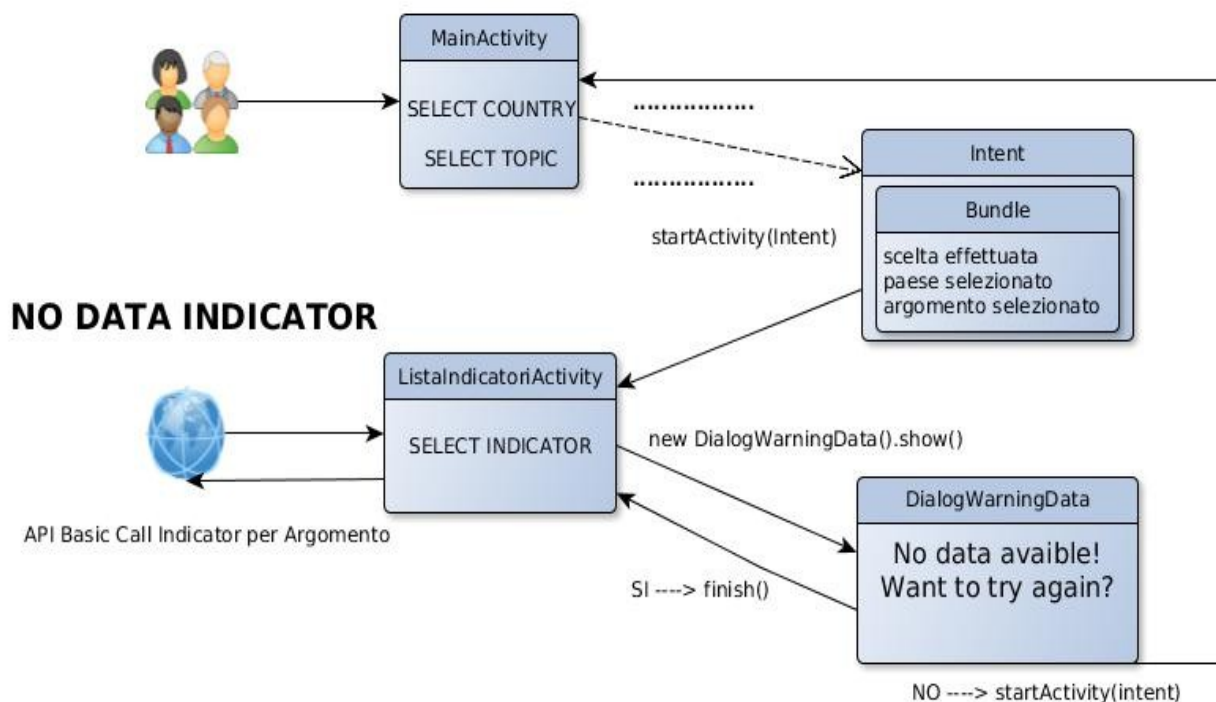 MainActivity
SELECT COUNTRY
SELECT TOPIC
.................
.................
startActivity(Intent)
Intent
Bundle
scelta effettuata
paese selezionato
argomento selezionato
NO DATA INDICATOR
ListaIndicatoriActivity
SELECT INDICATOR
API Basic Call Indicator per Argomento
new DialogWarningData().show()
DialogWarningData
No data avaible!
Want to try again?
SI ----> finish()
NO ----> startActivity(intent)